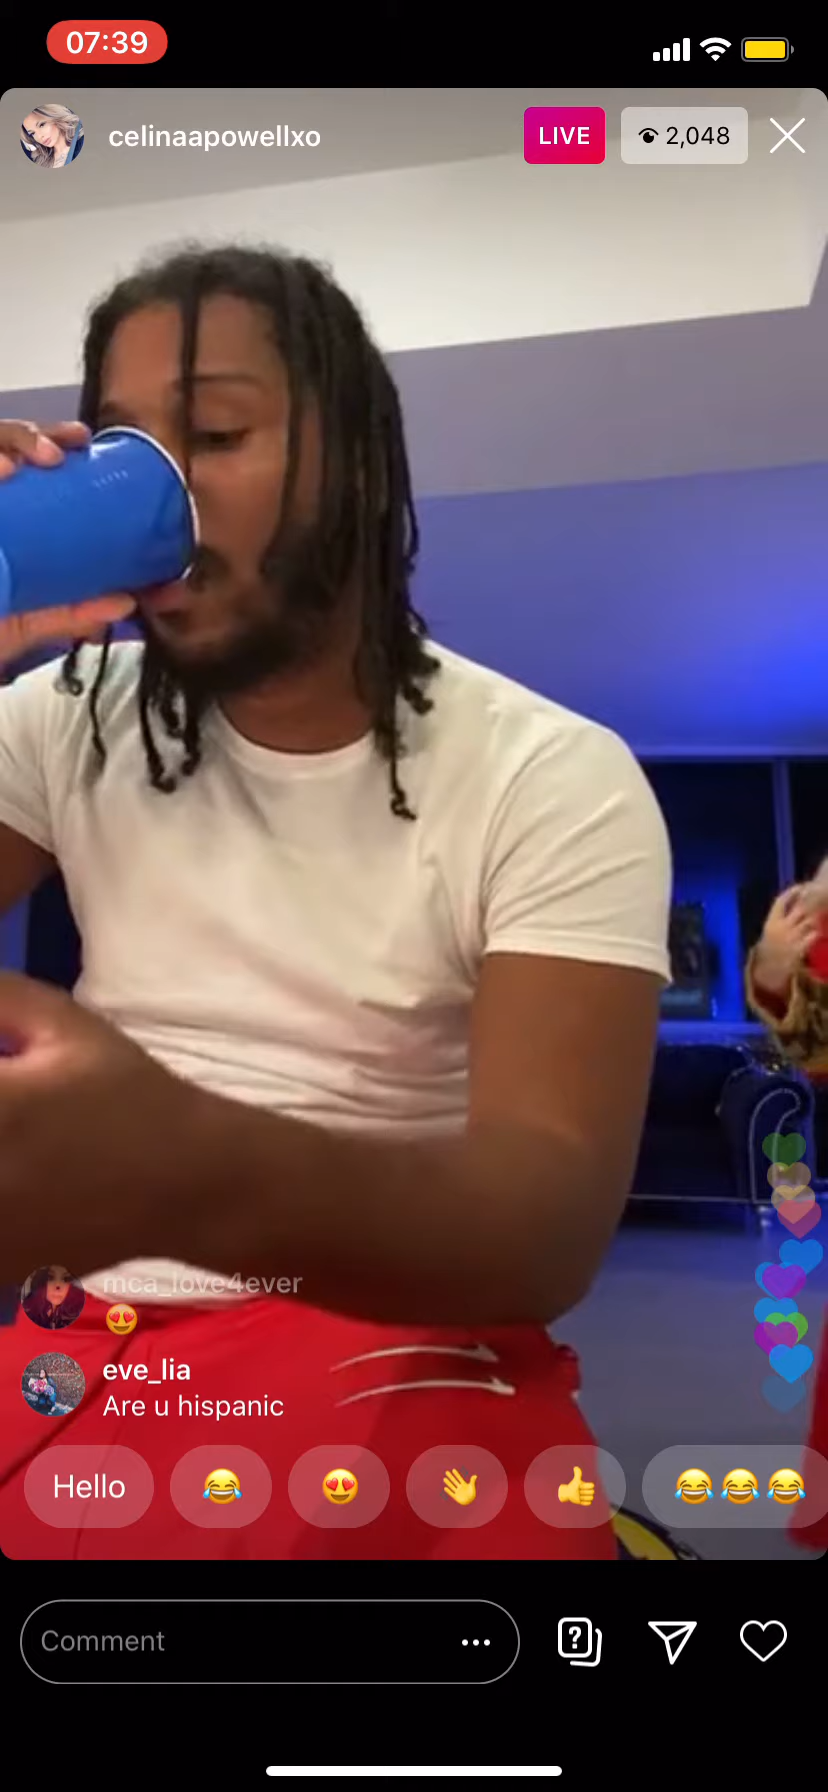 07:39
celinaapowellxo
LIVE
2,048
mca_love4ever
😍
eve_lia
Are u hispanic
Hello
😂
😍
👋
👍
😂😂😂
Comment